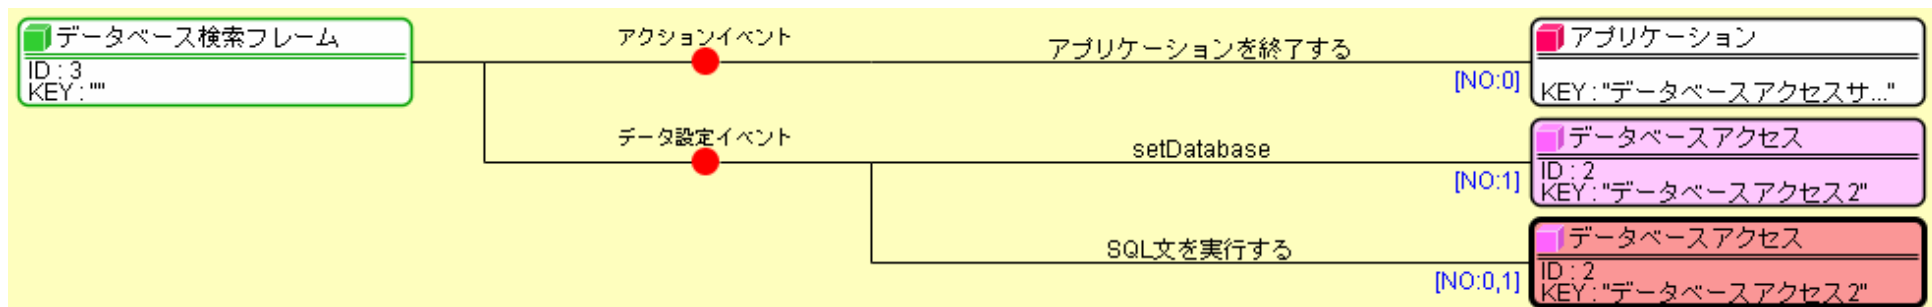 データベース検索フレーム
ID : 3
KEY : ""
アクションイベント
アプリケーションを終了する
[NO:0]
アプリケーション
KEY : "データベースアクセスサ..."
データ設定イベント
setDatabase
[NO:1]
データベースアクセス
ID : 2
KEY : "データベースアクセス2"
SQL文を実行する
[NO:0,1]
データベースアクセス
ID : 2
KEY : "データベースアクセス2"